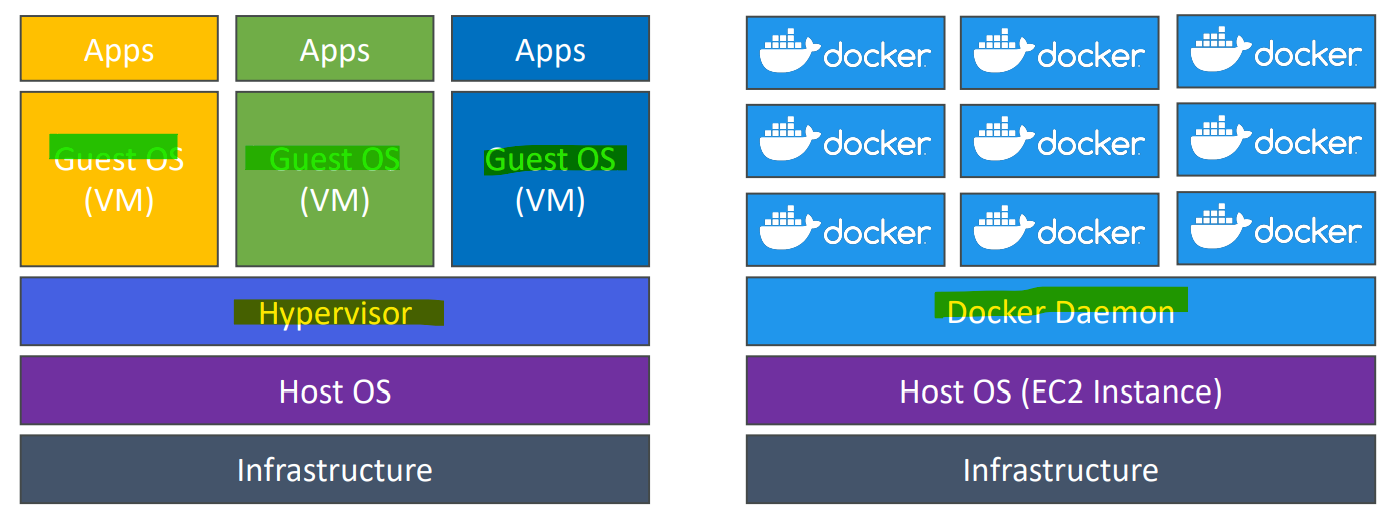 Apps
Apps
Apps
Guest OS
(VM)
Guest OS
(VM)
Guest OS
(VM)
Hypervisor
Host OS
Infrastructure
docker
docker
docker
docker
docker
docker
docker
docker
docker
Docker Daemon
Host OS (EC2 Instance)
Infrastructure